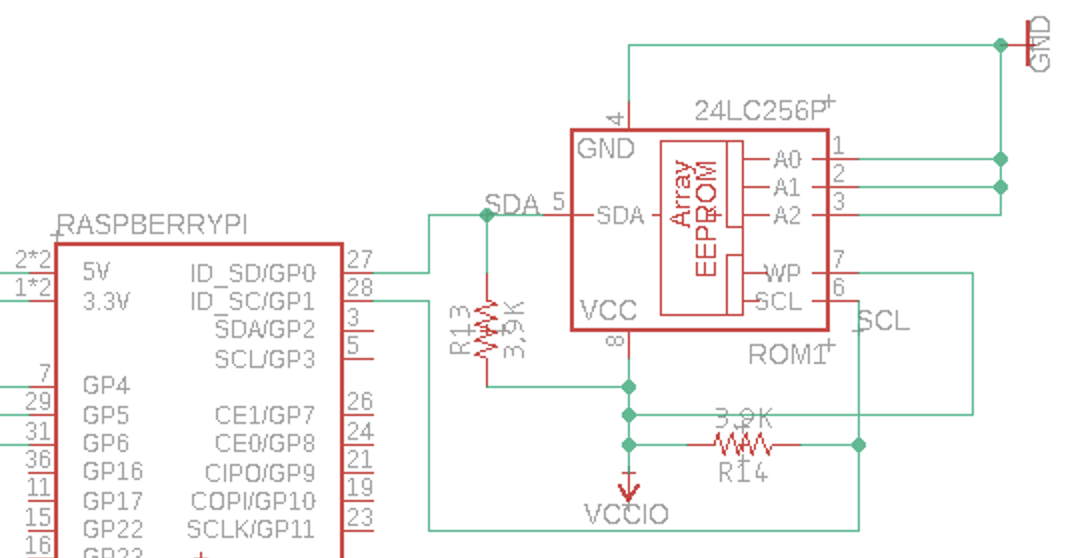 GND
24LC256P
4
GND
A0 1
A1 2
A2 3
Array
EEPROM
SDA 5 SDA
WP 7
SCL 6
SCL
VCC
8
ROM1
RASPBERRYPI
2*2 5V ID_SD/GP0 27
1*2 3.3V ID_SC/GP1 28
SDA/GP2 3
SCL/GP3 5
7 GP4
29 GP5 CE1/GP7 26
31 GP6 CE0/GP8 24
36 GP16 CIPO/GP9 21
11 GP17 COPI/GP10 19
15 GP22 SCLK/GP11 23
16 GP23
R13
3,9K
3,9K
R14
VCCIO